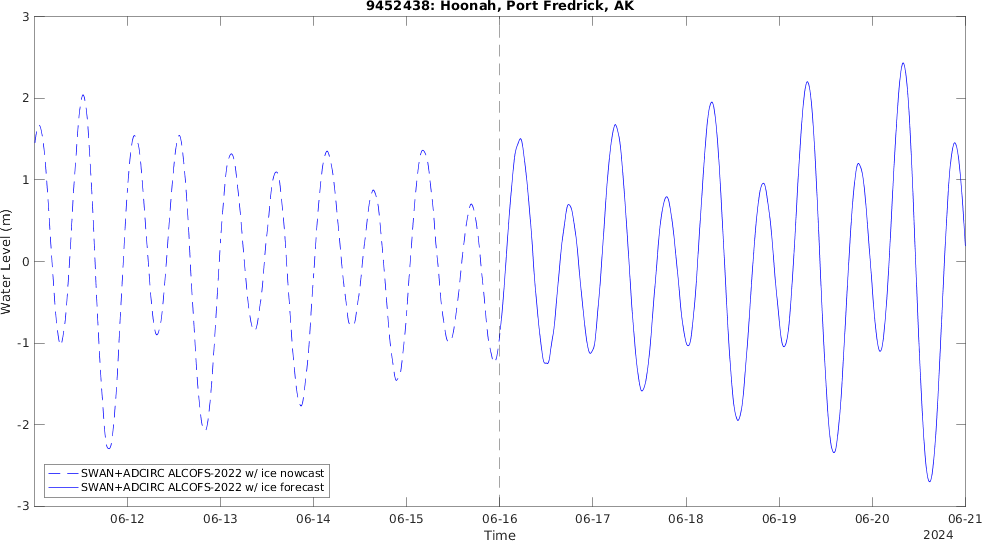 9452438: Hoonah, Port Fredrick, AK
3
2
1
0
-1
-2
-3
Water Level (m)
SWAN+ADCIRC ALCOFS-2022 w/ ice nowcast
SWAN+ADCIRC ALCOFS-2022 w/ ice forecast
06-12 06-13 06-14 06-15 06-16 06-17 06-18 06-19 06-20 06-21
Time
2024